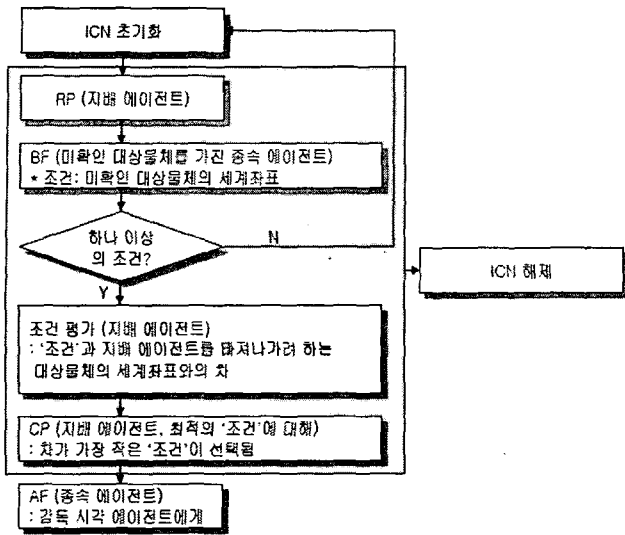 ICN 초기화
RP (지배 에이전트)
BF (미확인 대상물체를 가진 종속 에이전트)
* 조건: 미확인 대상물체의 세계좌표
하나 이상
의 조건?
N
Y
ICN 해제
조건 평가 (지배 에이전트)
: '조건'과 지배 에이전트를 빠져나가려 하는
대상물체의 세계좌표와의 차
CP (지배 에이전트, 최적의 '조건'에 대해)
: 차가 가장 작은 '조건'이 선택됨
AF (종속 에이전트)
: 감독 시각 에이전트에게